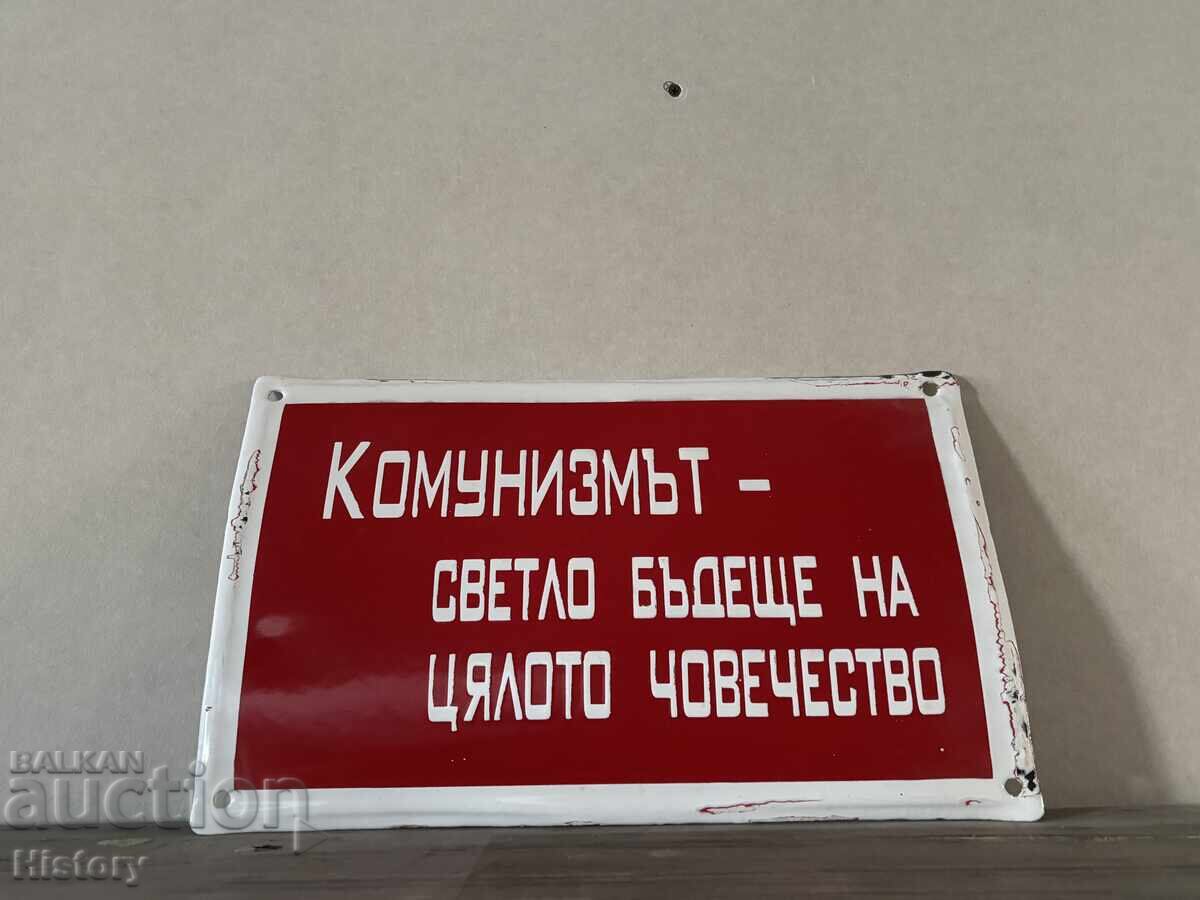 Комунизмът –
светло бъдеще на
цялото човечество
BALKAN
auction
History